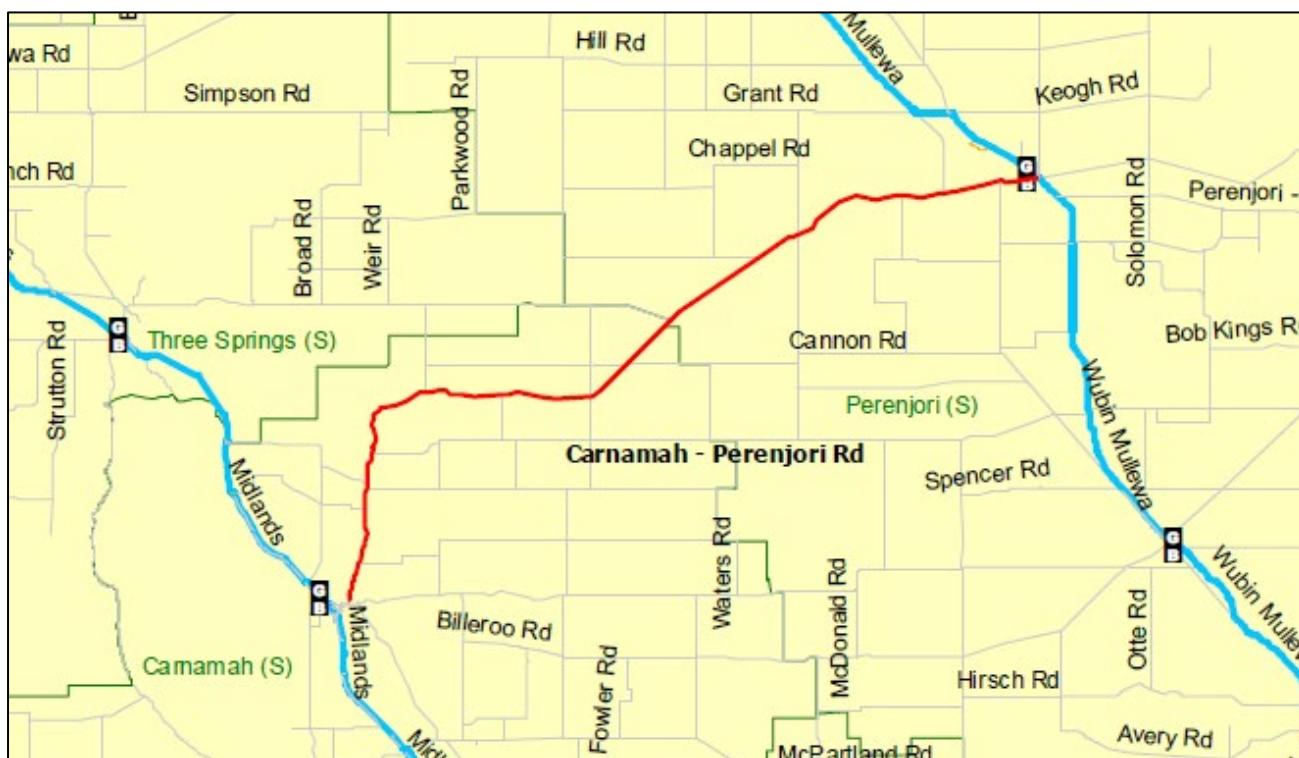 Mullewa
Hill Rd
wa Rd
Simpson Rd
Parkwood Rd
Grant Rd
Keogh Rd
Chappel Rd
nch Rd
G
B
Solomon Rd
Perenjori -
Broad Rd
Weir Rd
G
B
Three Springs (S)
Strutton Rd
Cannon Rd
Bob Kings R
Perenjori (S)
Wubin Mullewa
Carnamah - Perenjori Rd
Spencer Rd
Midlands
G
B
Waters Rd
McDonald Rd
G
B
Wubin Mullew
Midlands
Billeroo Rd
Otte Rd
Carnamah (S)
Fowler Rd
Hirsch Rd
Avery Rd
Midl
McPartland Rd